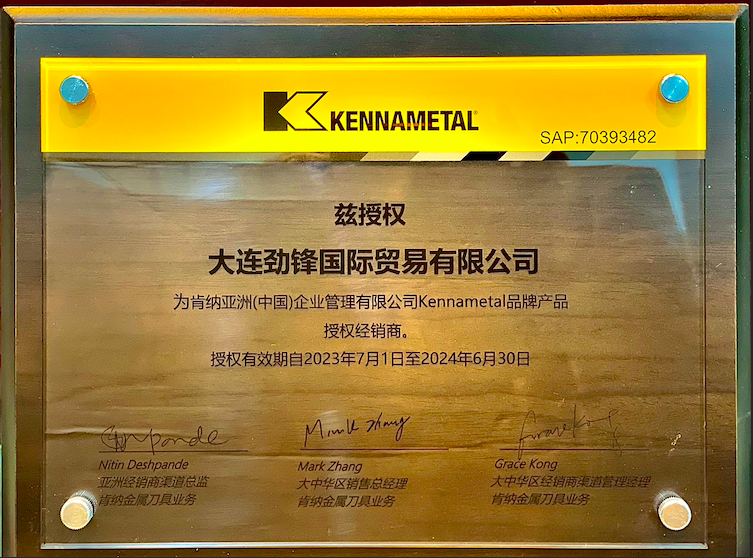 KENNAMETAL
SAP:70393482
兹授权
大连劲锋国际贸易有限公司
为肯纳亚洲(中国)企业管理有限公司Kennametal品牌产品
授权经销商。
授权有效期自2023年7月1日至2024年6月30日
Nitin Deshpande
Mark Zhang
Grace Kong
亚洲经销商渠道总监
大中华区销售总经理
大中华区经销商渠道管理经理
肯纳金属刀具业务
肯纳金属刀具业务
肯纳金属刀具业务